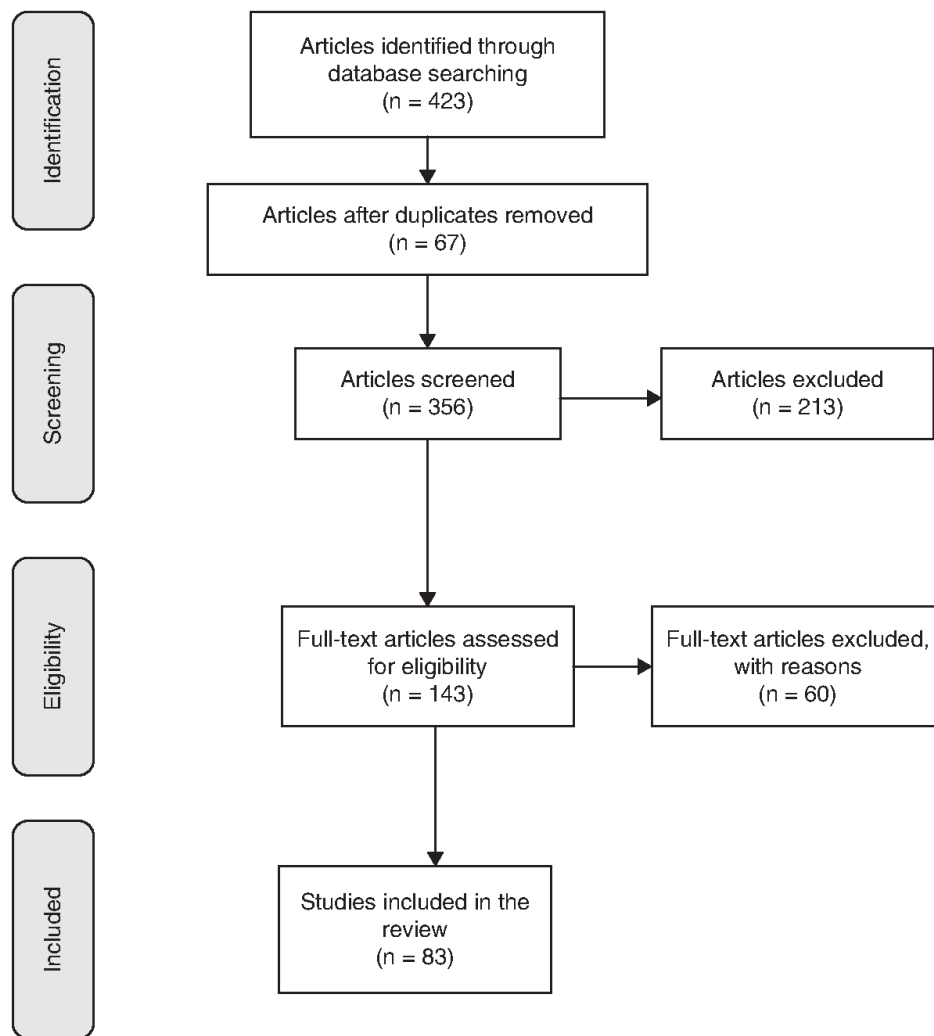 Identification
Articles identified through
database searching
(n = 423)
Articles after duplicates removed
(n = 67)
Screening
Articles screened
(n = 356)
Articles excluded
(n = 213)
Eligibility
Full-text articles assessed
for eligibility
(n = 143)
Full-text articles excluded,
with reasons
(n = 60)
Included
Studies included in the
review
(n = 83)